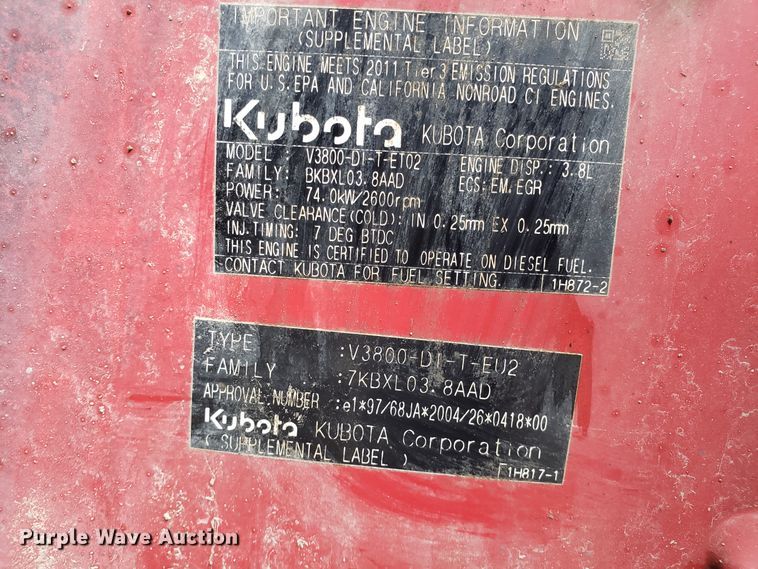 IMPORTANT ENGINE INFORMATION
(SUPPLEMENTAL LABEL)
THIS ENGINE MEETS 2011 Tier 3 EMISSION REGULATIONS
FOR U.S.EPA AND CALIFORNIA NONROAD CI ENGINES.
Kubota KUBOTA Corporation
MODEL : V3800-DI-T-ET02 ENGINE DISP.: 3.8L
FAMILY: BKBXL03.8AAD ECS:EM,EGR
POWER: 74.0kW/2600rpm
VALVE CLEARANCE(COLD): IN 0.25mm EX 0.25mm
INJ.TIMING: 7 DEG BTDC
THIS ENGINE IS CERTIFIED TO OPERATE ON DIESEL FUEL.
CONTACT KUBOTA FOR FUEL SETTING. 1H872-2
TYPE :V3800-DI-T-EU2
FAMILY :7KBXL03.8AAD
APPROVAL NUMBER :e1*97/68JA*2004/26*0418*00
Kubota KUBOTA Corporation
(SUPPLEMENTAL LABEL) 1H817-1
Purple Wave Auction